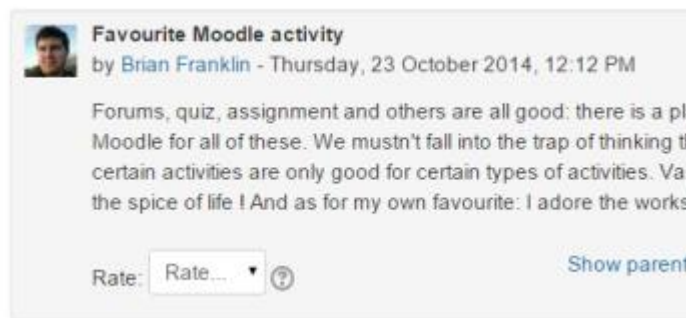 Favourite Moodle activity
by Brian Franklin - Thursday, 23 October 2014, 12:12 PM
Forums, quiz, assignment and others are all good: there is a pl
Moodle for all of these. We mustn't fall into the trap of thinking t
certain activities are only good for certain types of activities. Va
the spice of life ! And as for my own favourite: I adore the works
Rate: Rate... Show parent